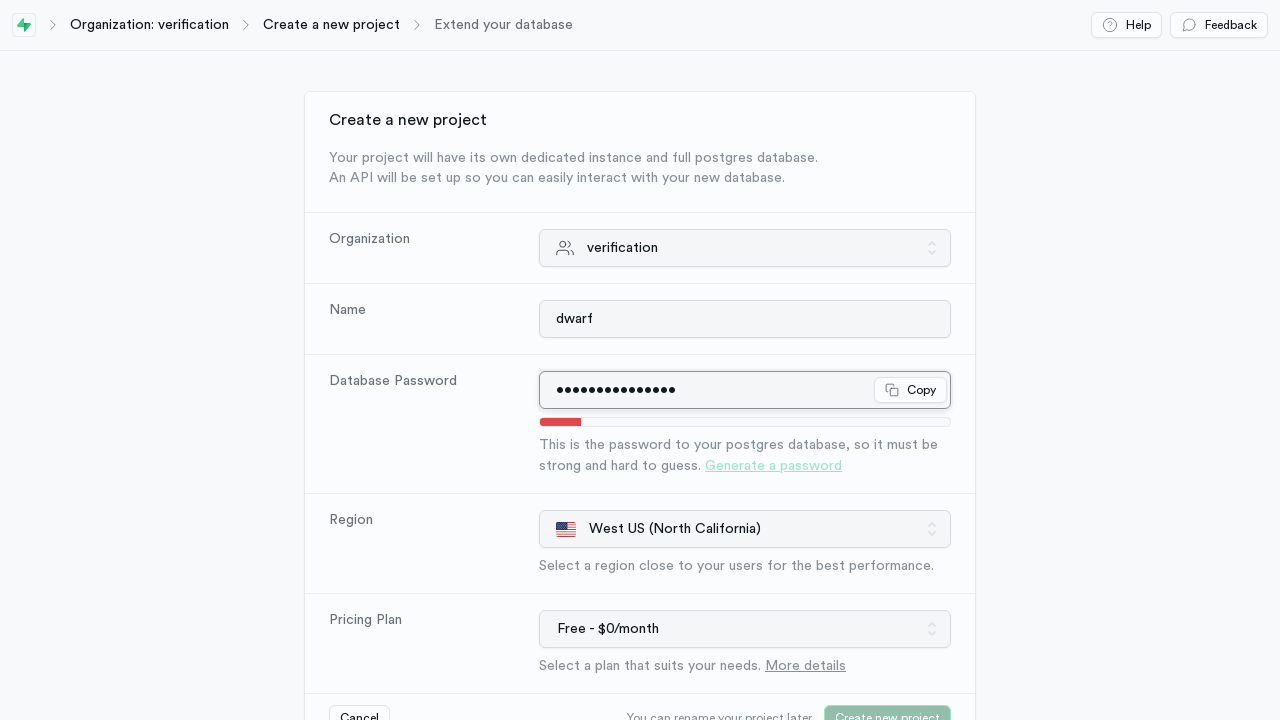 Organization: verification
Create a new project
Extend your database
Help
Feedback
Create a new project
Your project will have its own dedicated instance and full postgres database.
An API will be set up so you can easily interact with your new database.
Organization
verification
Name
dwarf
Database Password
•••••••••••••••
Copy
This is the password to your postgres database, so it must be
strong and hard to guess. Generate a password
Region
West US (North California)
Select a region close to your users for the best performance.
Pricing Plan
Free - $0/month
Select a plan that suits your needs. More details
Cancel
You can rename your project later
Create new project